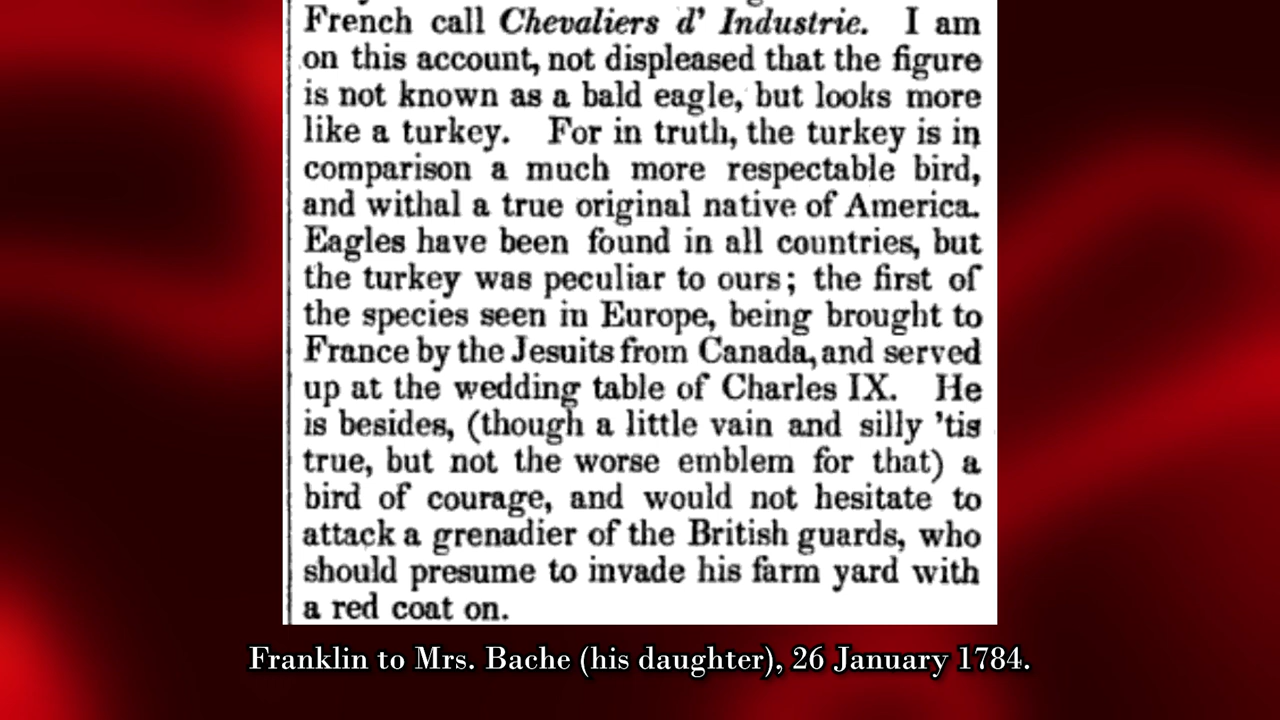 French call Chevaliers d' Industrie. I am
on this account, not displeased that the figure
is not known as a bald eagle, but looks more
like a turkey. For in truth, the turkey is in
comparison a much more respectable bird,
and withal a true original native of America.
Eagles have been found in all countries, but
the turkey was peculiar to ours; the first of
the species seen in Europe, being brought to
France by the Jesuits from Canada, and served
up at the wedding table of Charles IX. He
is besides, (though a little vain and silly 'tis
true, but not the worse emblem for that) a
bird of courage, and would not hesitate to
attack a grenadier of the British guards, who
should presume to invade his farm yard with
a red coat on.
Franklin to Mrs. Bache (his daughter), 26 January 1784.